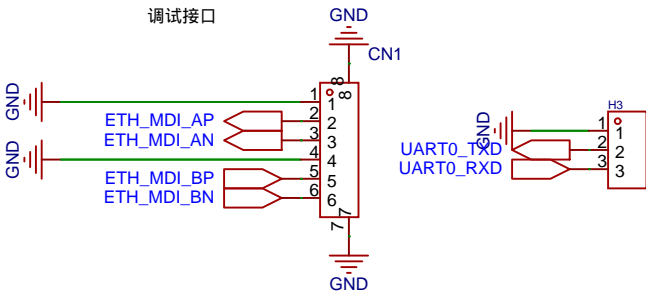 调试接口
GND
CN1
8
8
GND
1
1
ETH_MDI_AP
2
2
ETH_MDI_AN
3
3
GND
4
4
ETH_MDI_BP
5
5
ETH_MDI_BN
6
6
7
7
GND
H3
GND
1
1
UART0_TXD
2
2
UART0_RXD
3
3